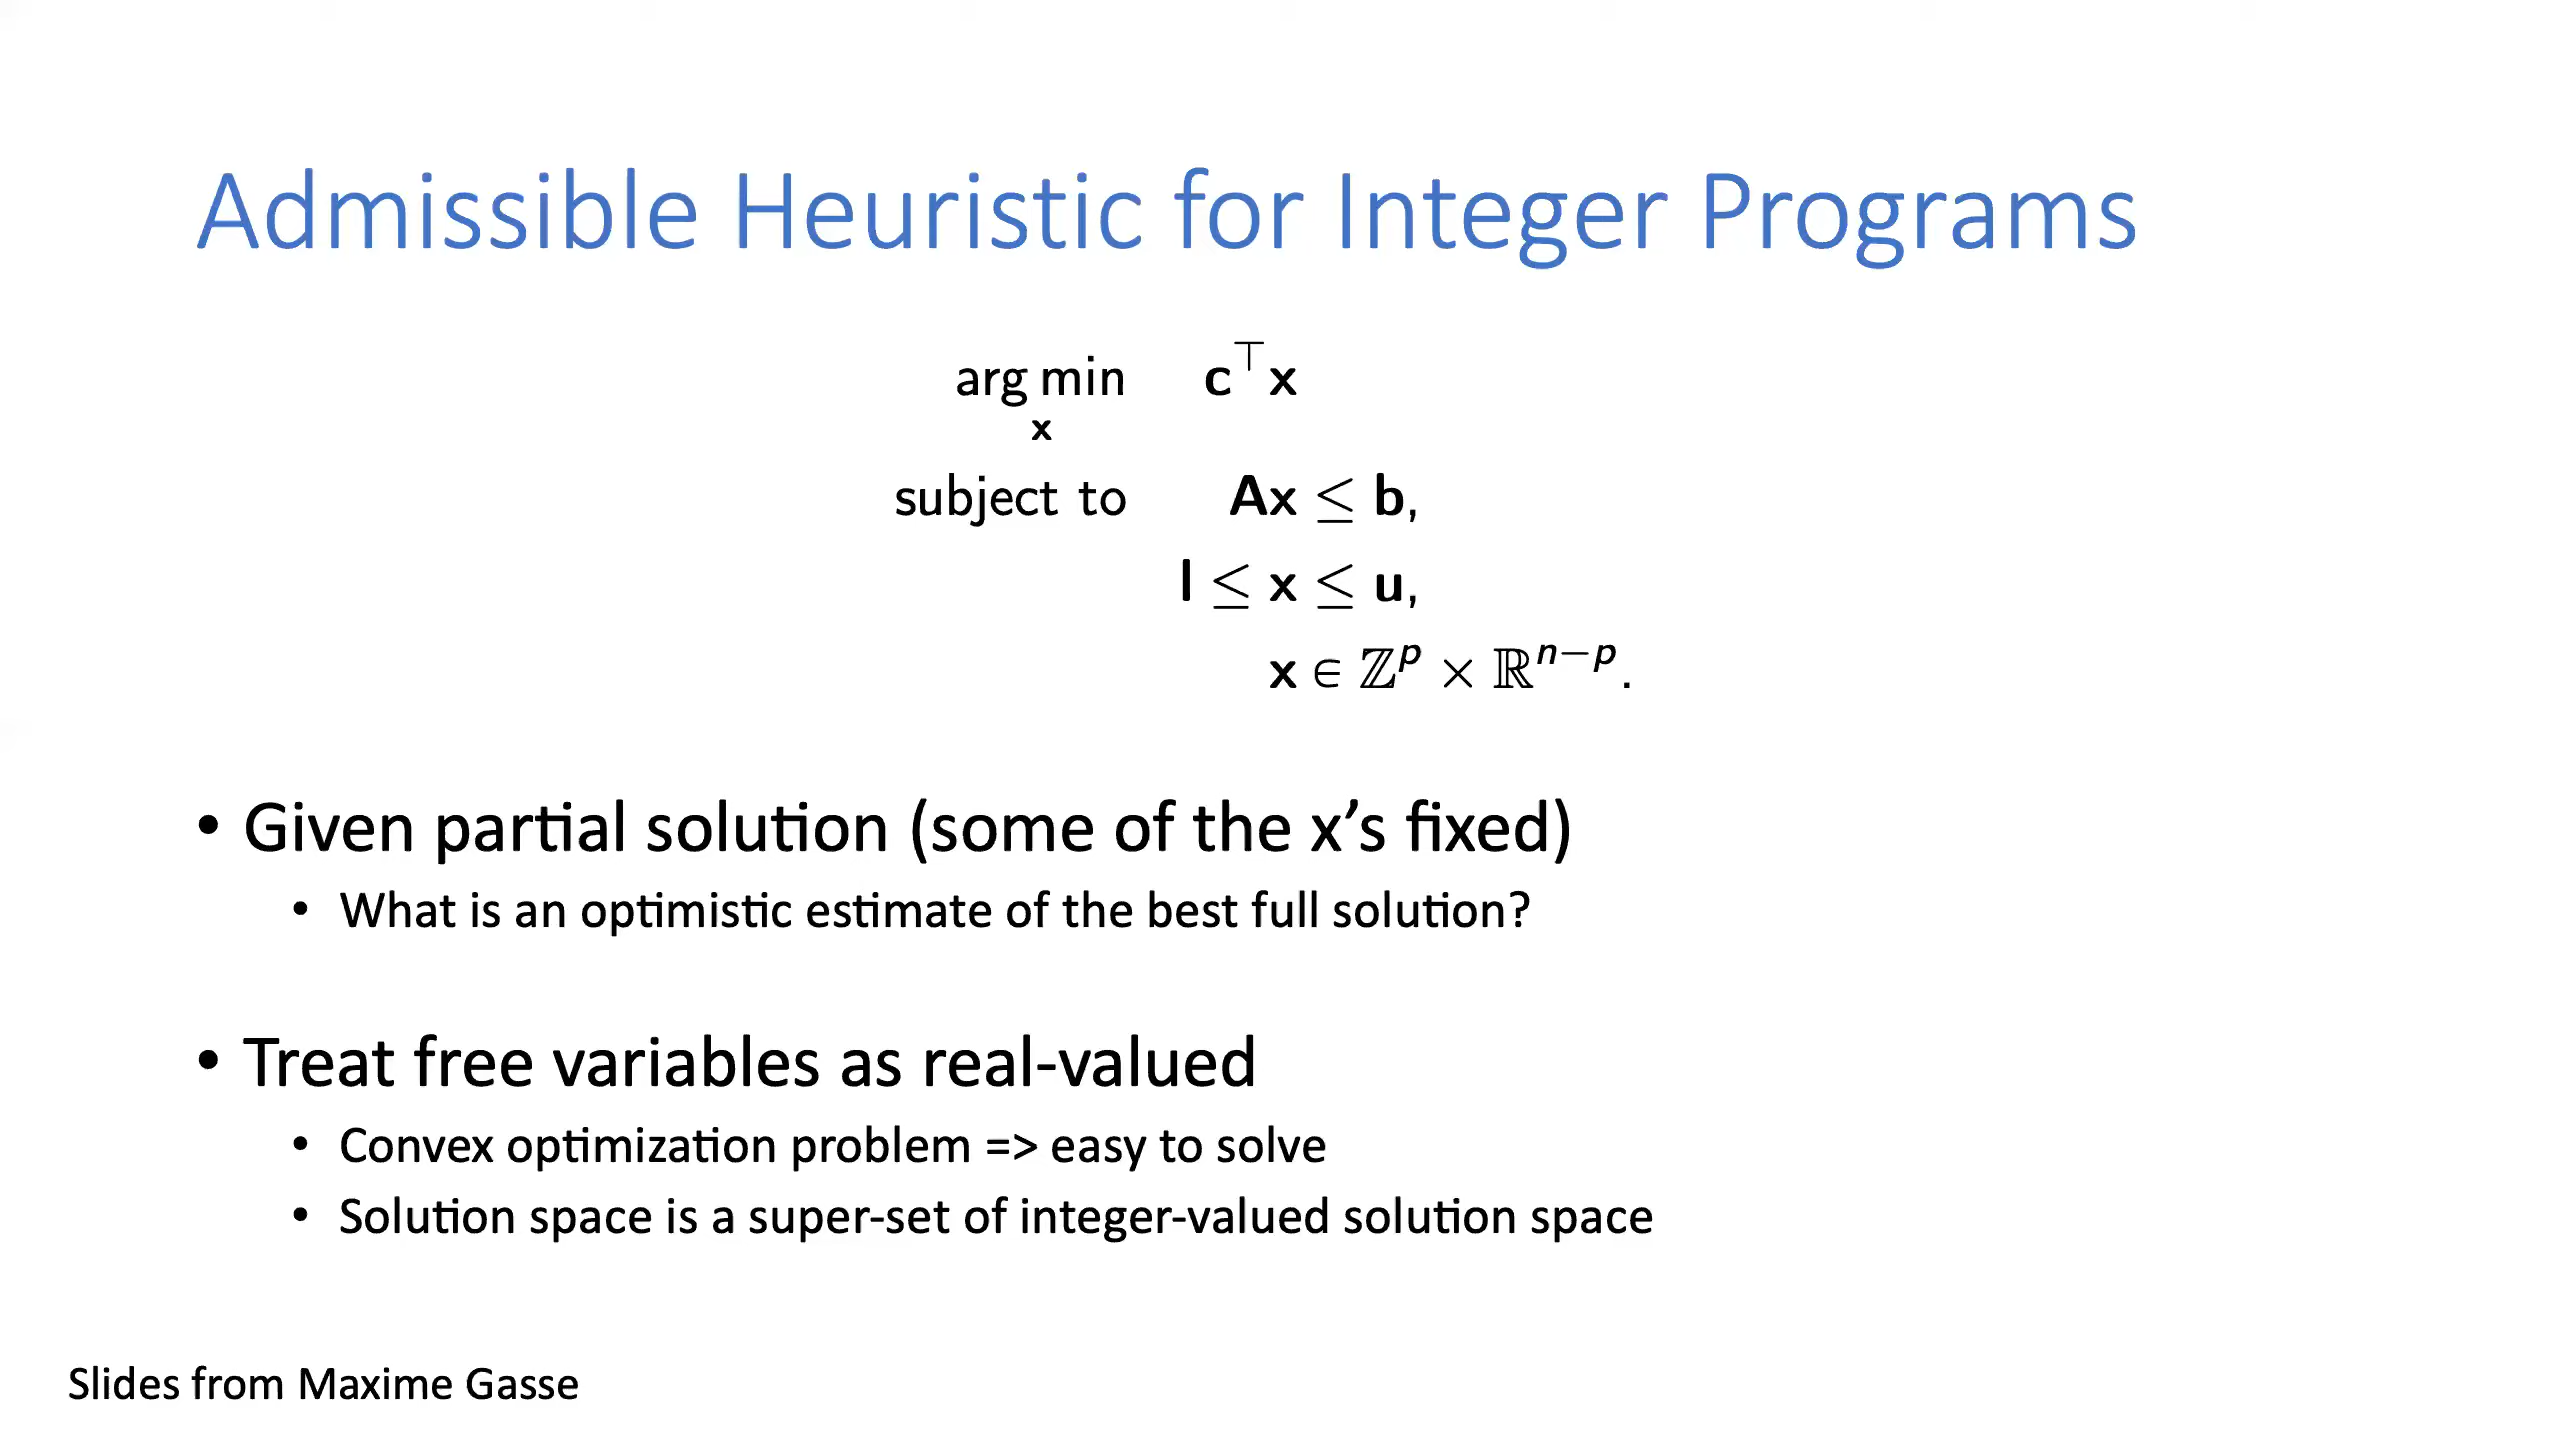 Admissible Heuristic for Integer Programs
arg min c⊤x
x
subject to Ax ≤ b,
l ≤ x ≤ u,
x ∈ ℤ^p × ℝ^{n−p}.
• Given partial solution (some of the x’s fixed)
• What is an optimistic estimate of the best full solution?
• Treat free variables as real-valued
• Convex optimization problem => easy to solve
• Solution space is a super-set of integer-valued solution space
Slides from Maxime Gasse